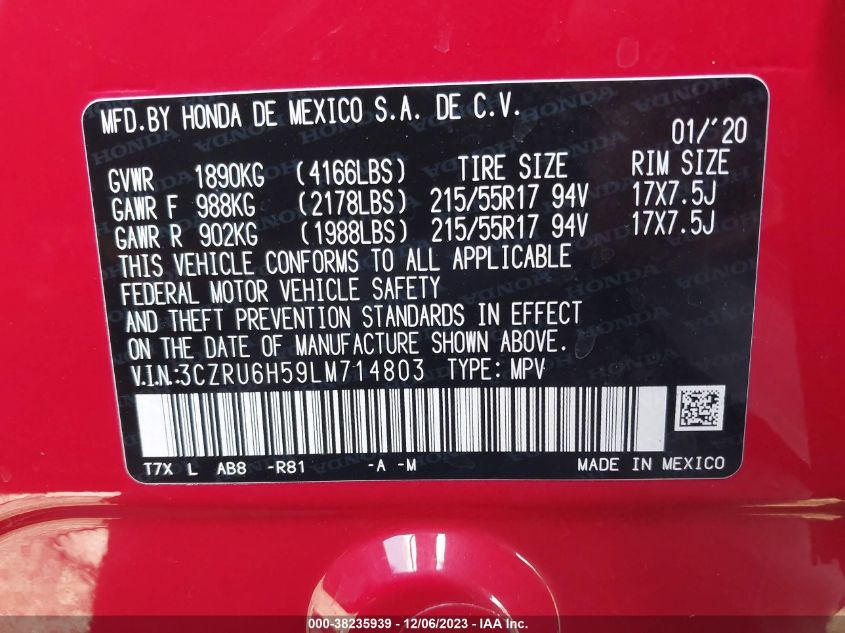 MFD.BY HONDA DE MEXICO S.A. DE C.V.
01/'20
GVWR 1890KG (4166LBS) TIRE SIZE RIM SIZE
GAWR F 988KG (2178LBS) 215/55R17 94V 17X7.5J
GAWR R 902KG (1988LBS) 215/55R17 94V 17X7.5J
THIS VEHICLE CONFORMS TO ALL APPLICABLE
FEDERAL MOTOR VEHICLE SAFETY
AND THEFT PREVENTION STANDARDS IN EFFECT
ON THE DATE OF MANUFACTURE SHOWN ABOVE.
V.I.N.:3CZRU6H59LM714803 TYPE: MPV
T7X L AB8 -R81 -A -M MADE IN MEXICO
000-38235939 - 12/06/2023 - IAA Inc.